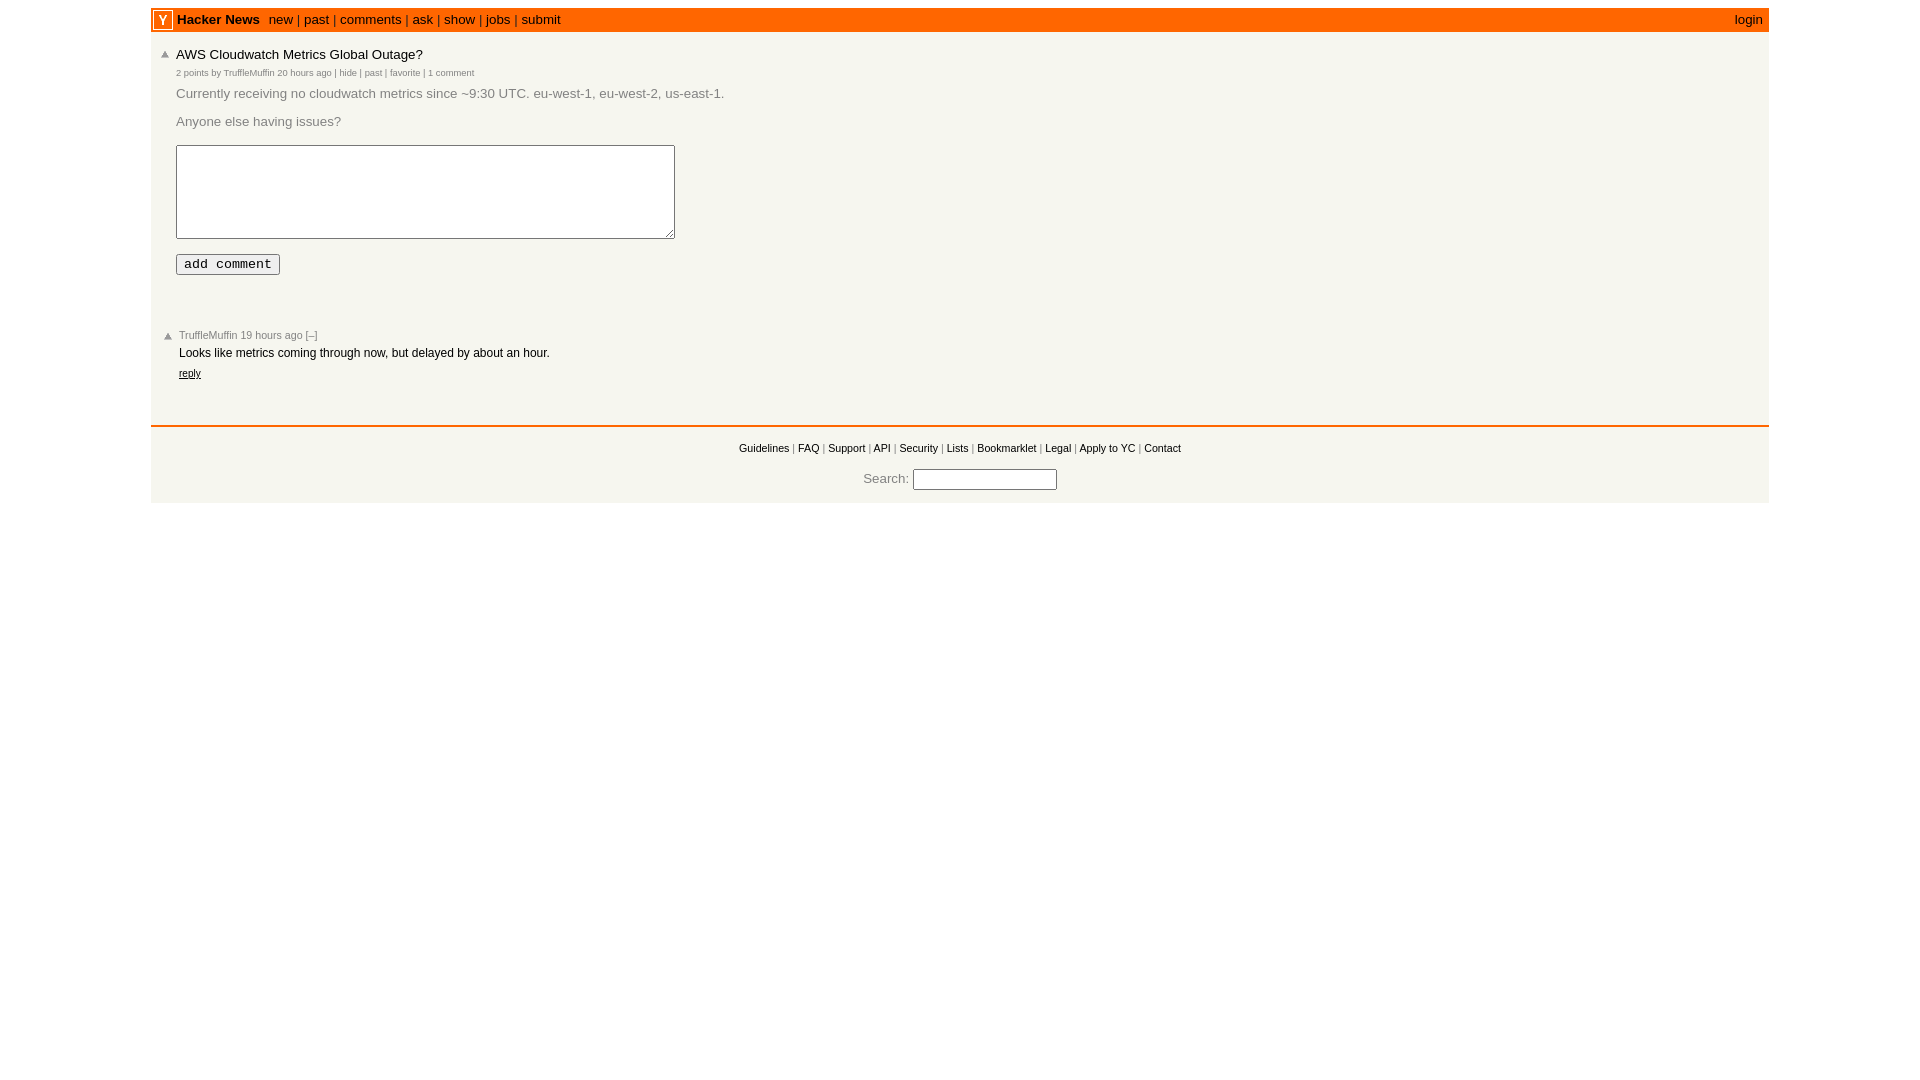 Y Hacker News new | past | comments | ask | show | jobs | submit login
AWS Cloudwatch Metrics Global Outage?
2 points by TruffleMuffin 20 hours ago | hide | past | favorite | 1 comment
Currently receiving no cloudwatch metrics since ~9:30 UTC. eu-west-1, eu-west-2, us-east-1.
Anyone else having issues?
add comment
TruffleMuffin 19 hours ago [–]
Looks like metrics coming through now, but delayed by about an hour.
reply
Guidelines | FAQ | Support | API | Security | Lists | Bookmarklet | Legal | Apply to YC | Contact
Search: